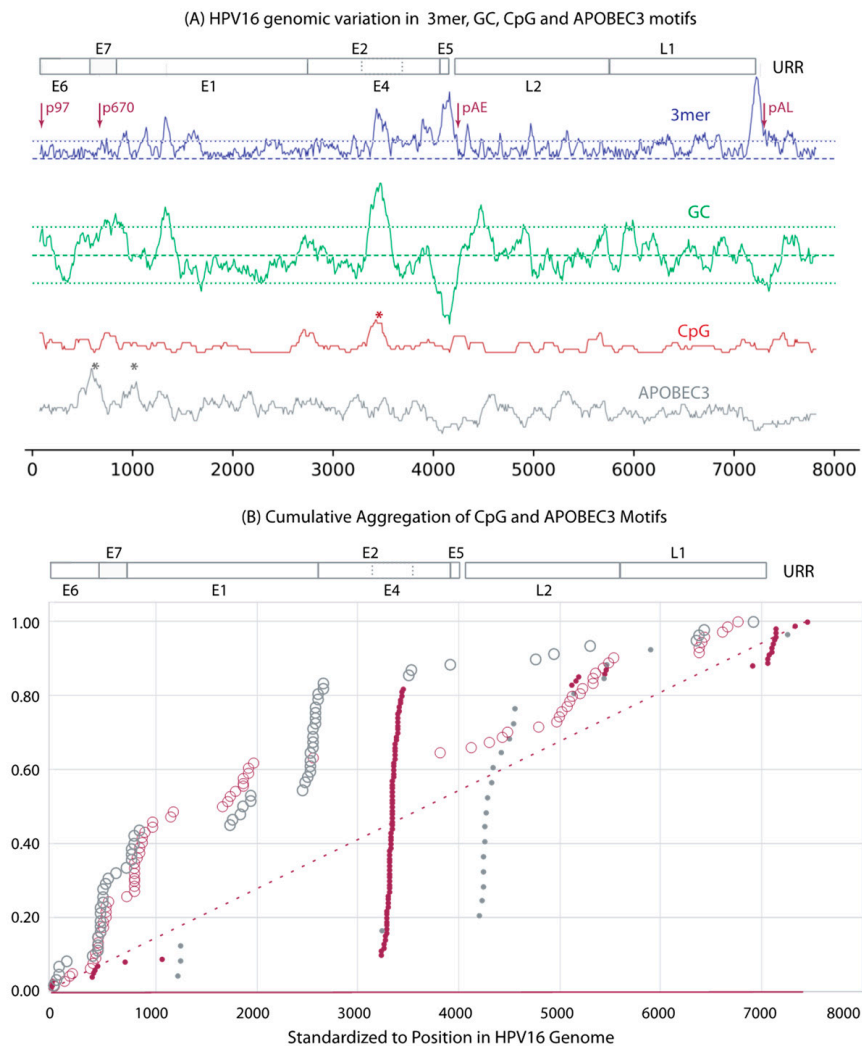 (A) HPV16 genomic variation in 3mer, GC, CpG and APOBEC3 motifs
E7 E2 E5 L1
URR
E6 E1 E4 L2
p97 p670 pAE 3mer pAL
GC
*
CpG
* *
APOBEC3
0 1000 2000 3000 4000 5000 6000 7000 8000
(B) Cumulative Aggregation of CpG and APOBEC3 Motifs
E7 E2 E5 L1
URR
E6 E1 E4 L2
1.00
0.80
0.60
0.40
0.20
0.00
0 1000 2000 3000 4000 5000 6000 7000 8000
Standardized to Position in HPV16 Genome